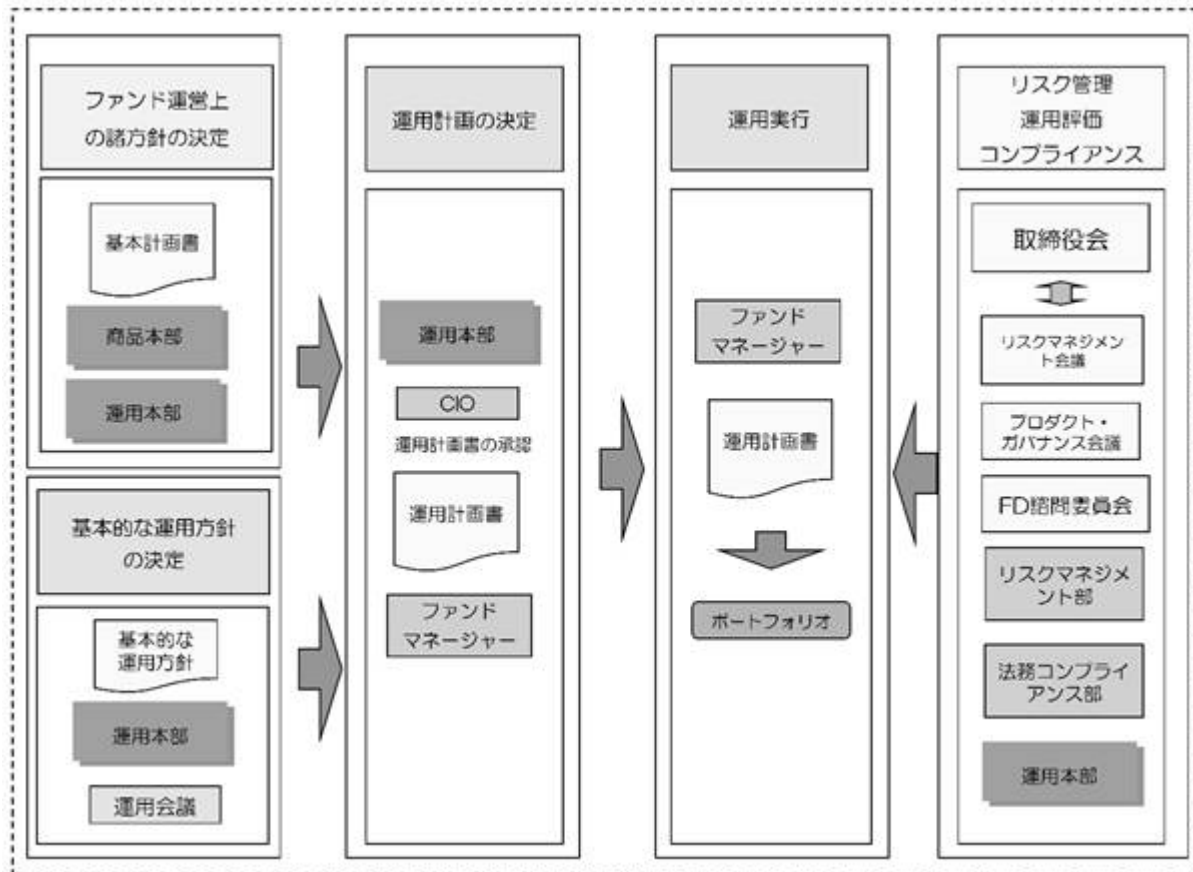 ファンド運営上
の諸方針の決定
基本計画書
商品本部
運用本部
基本的な運用方針
の決定
基本的な
運用方針
運用本部
運用会議
運用計画の決定
運用本部
CIO
運用計画書の承認
運用計画書
ファンド
マネージャー
運用実行
ファンド
マネージャー
運用計画書
ポートフォリオ
リスク管理
運用評価
コンプライアンス
取締役会
リスクマネジメン
ト会議
プロダクト・
ガバナンス会議
FD諮問委員会
リスクマネジメ
ント部
法務コンプライ
アンス部
運用本部